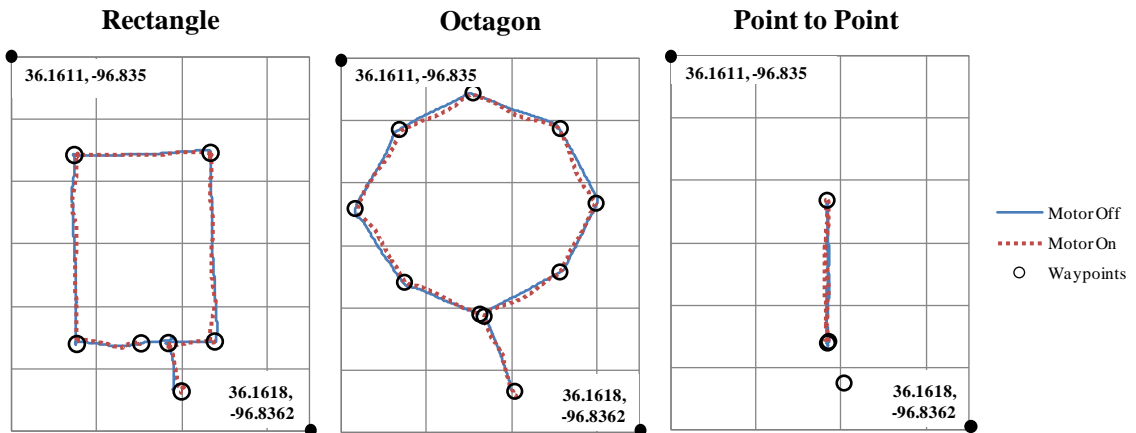 Rectangle
Octagon
Point to Point
36.1611, -96.835
36.1611, -96.835
36.1611, -96.835
Motor Off
Motor On
Waypoints
36.1618,
-96.8362
36.1618,
-96.8362
36.1618,
-96.8362